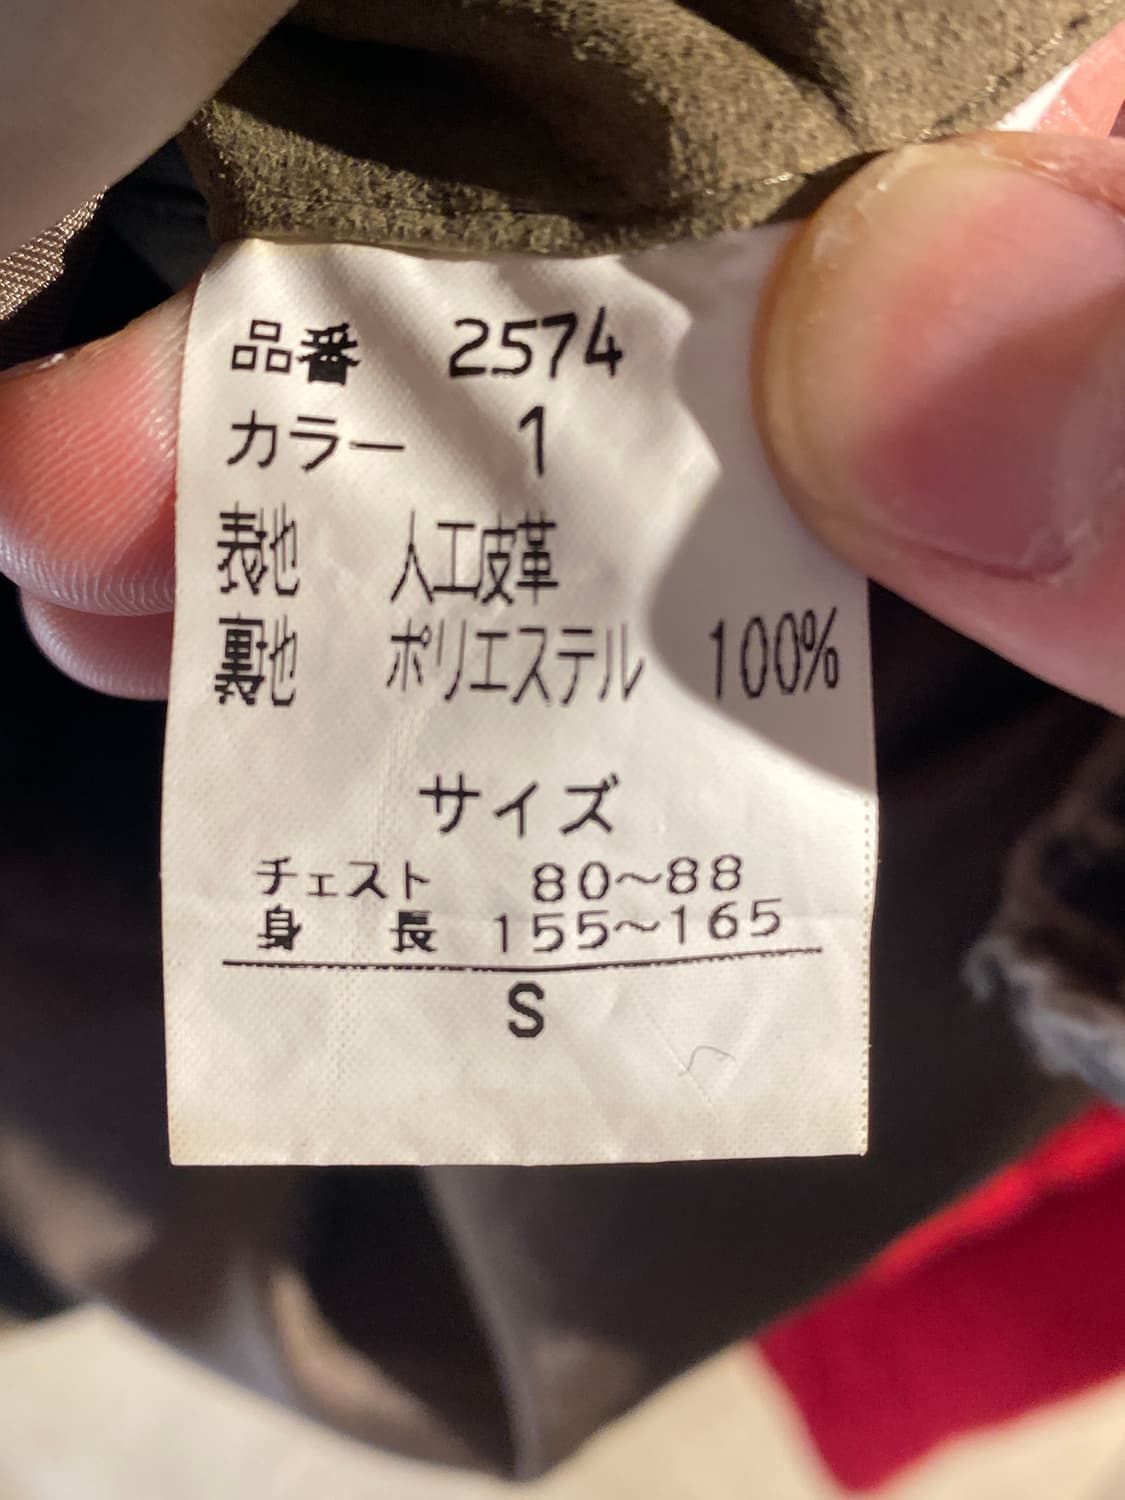 品番 2574
カラー 1
表地 人工皮革
裏地 ポリエステル 100%
サイズ
チェスト 80〜88
身長 155〜165
S